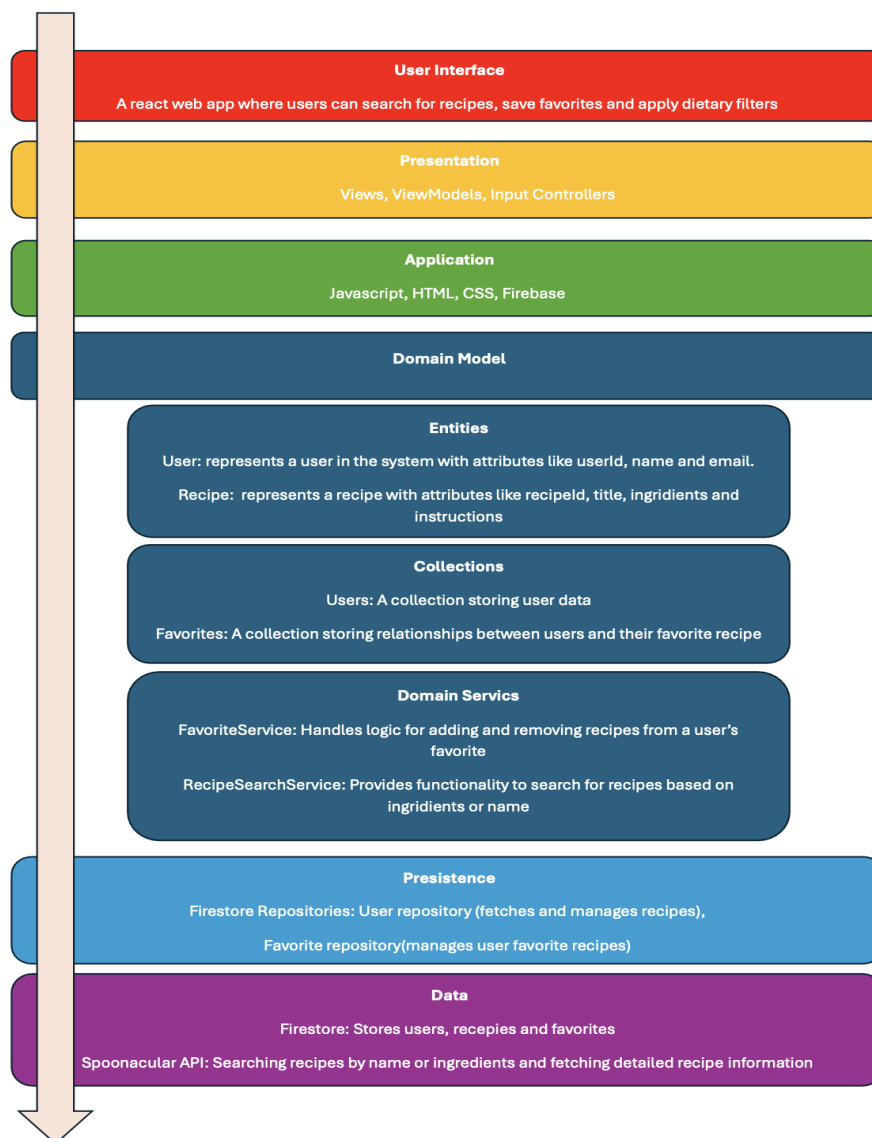 User Interface
A react web app where users can search for recipes, save favorites and apply dietary filters
Presentation
Views, ViewModels, Input Controllers
Application
Javascript, HTML, CSS, Firebase
Domain Model
Entities
User: represents a user in the system with attributes like userId, name and email.
Recipe:  represents a recipe with attributes like recipeId, title, ingridients and
instructions
Collections
Users: A collection storing user data
Favorites: A collection storing relationships between users and their favorite recipe
Domain Servics
FavoriteService: Handles logic for adding and removing recipes from a user’s
favorite
RecipeSearchService: Provides functionality to search for recipes based on
ingridients or name
Presistence
Firestore Repositories: User repository (fetches and manages recipes),
Favorite repository(manages user favorite recipes)
Data
Firestore: Stores users, recepies and favorites
Spoonacular API: Searching recipes by name or ingredients and fetching detailed recipe information